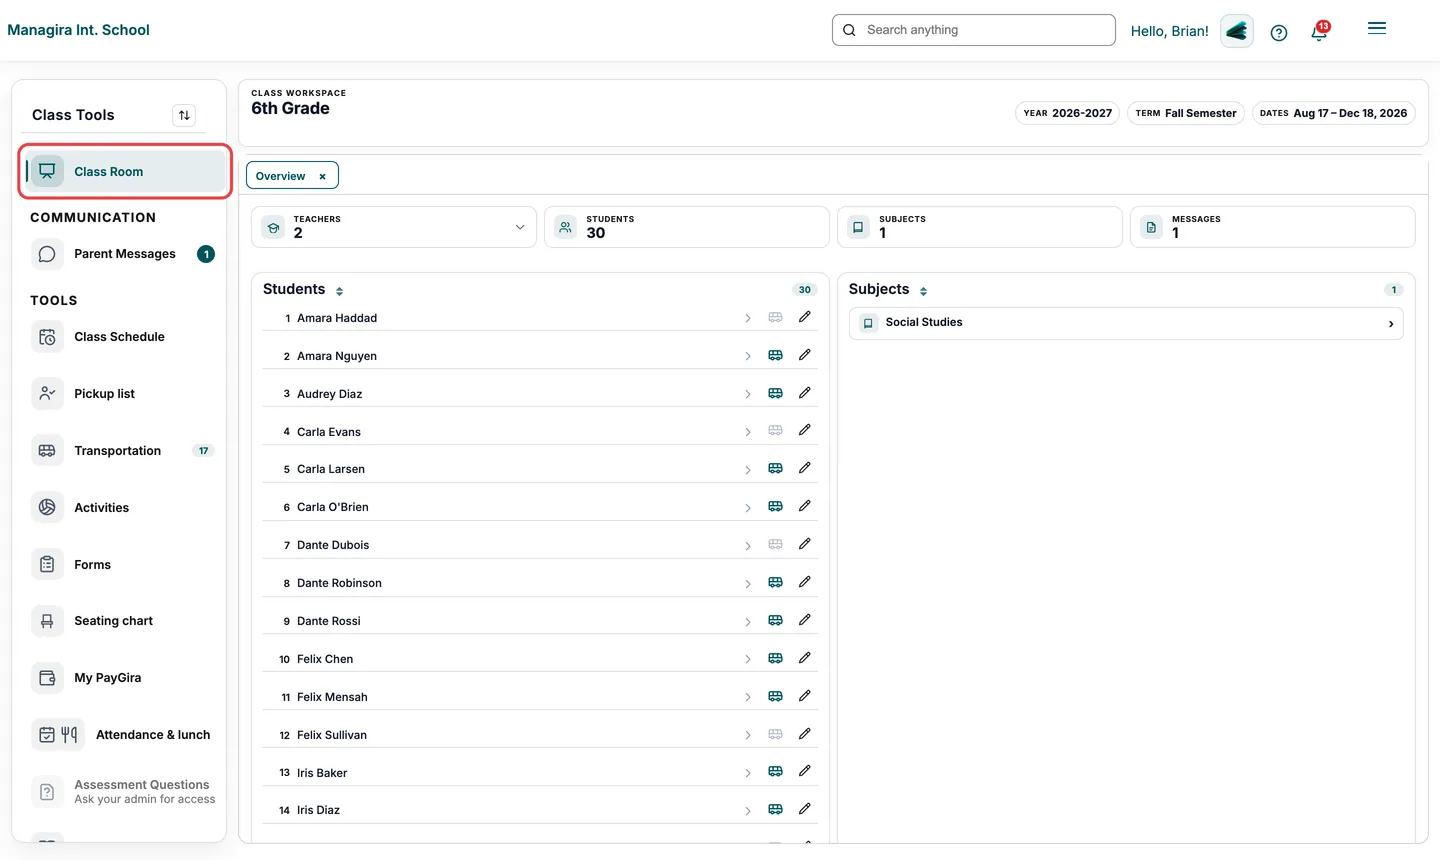 Managira Int. School
Search anything
Hello, Brian!
13
Class Tools
Class Room
COMMUNICATION
Parent Messages
1
TOOLS
Class Schedule
Pickup list
Transportation
17
Activities
Forms
Seating chart
My PayGira
Attendance & lunch
Assessment Questions
Ask your admin for access
CLASS WORKSPACE
6th Grade
YEAR 2026-2027
TERM Fall Semester
DATES Aug 17 – Dec 18, 2026
Overview ×
TEACHERS
2
STUDENTS
30
SUBJECTS
1
MESSAGES
1
Students
30
1 Amara Haddad
2 Amara Nguyen
3 Audrey Diaz
4 Carla Evans
5 Carla Larsen
6 Carla O'Brien
7 Dante Dubois
8 Dante Robinson
9 Dante Rossi
10 Felix Chen
11 Felix Mensah
12 Felix Sullivan
13 Iris Baker
14 Iris Diaz
Subjects
1
Social Studies